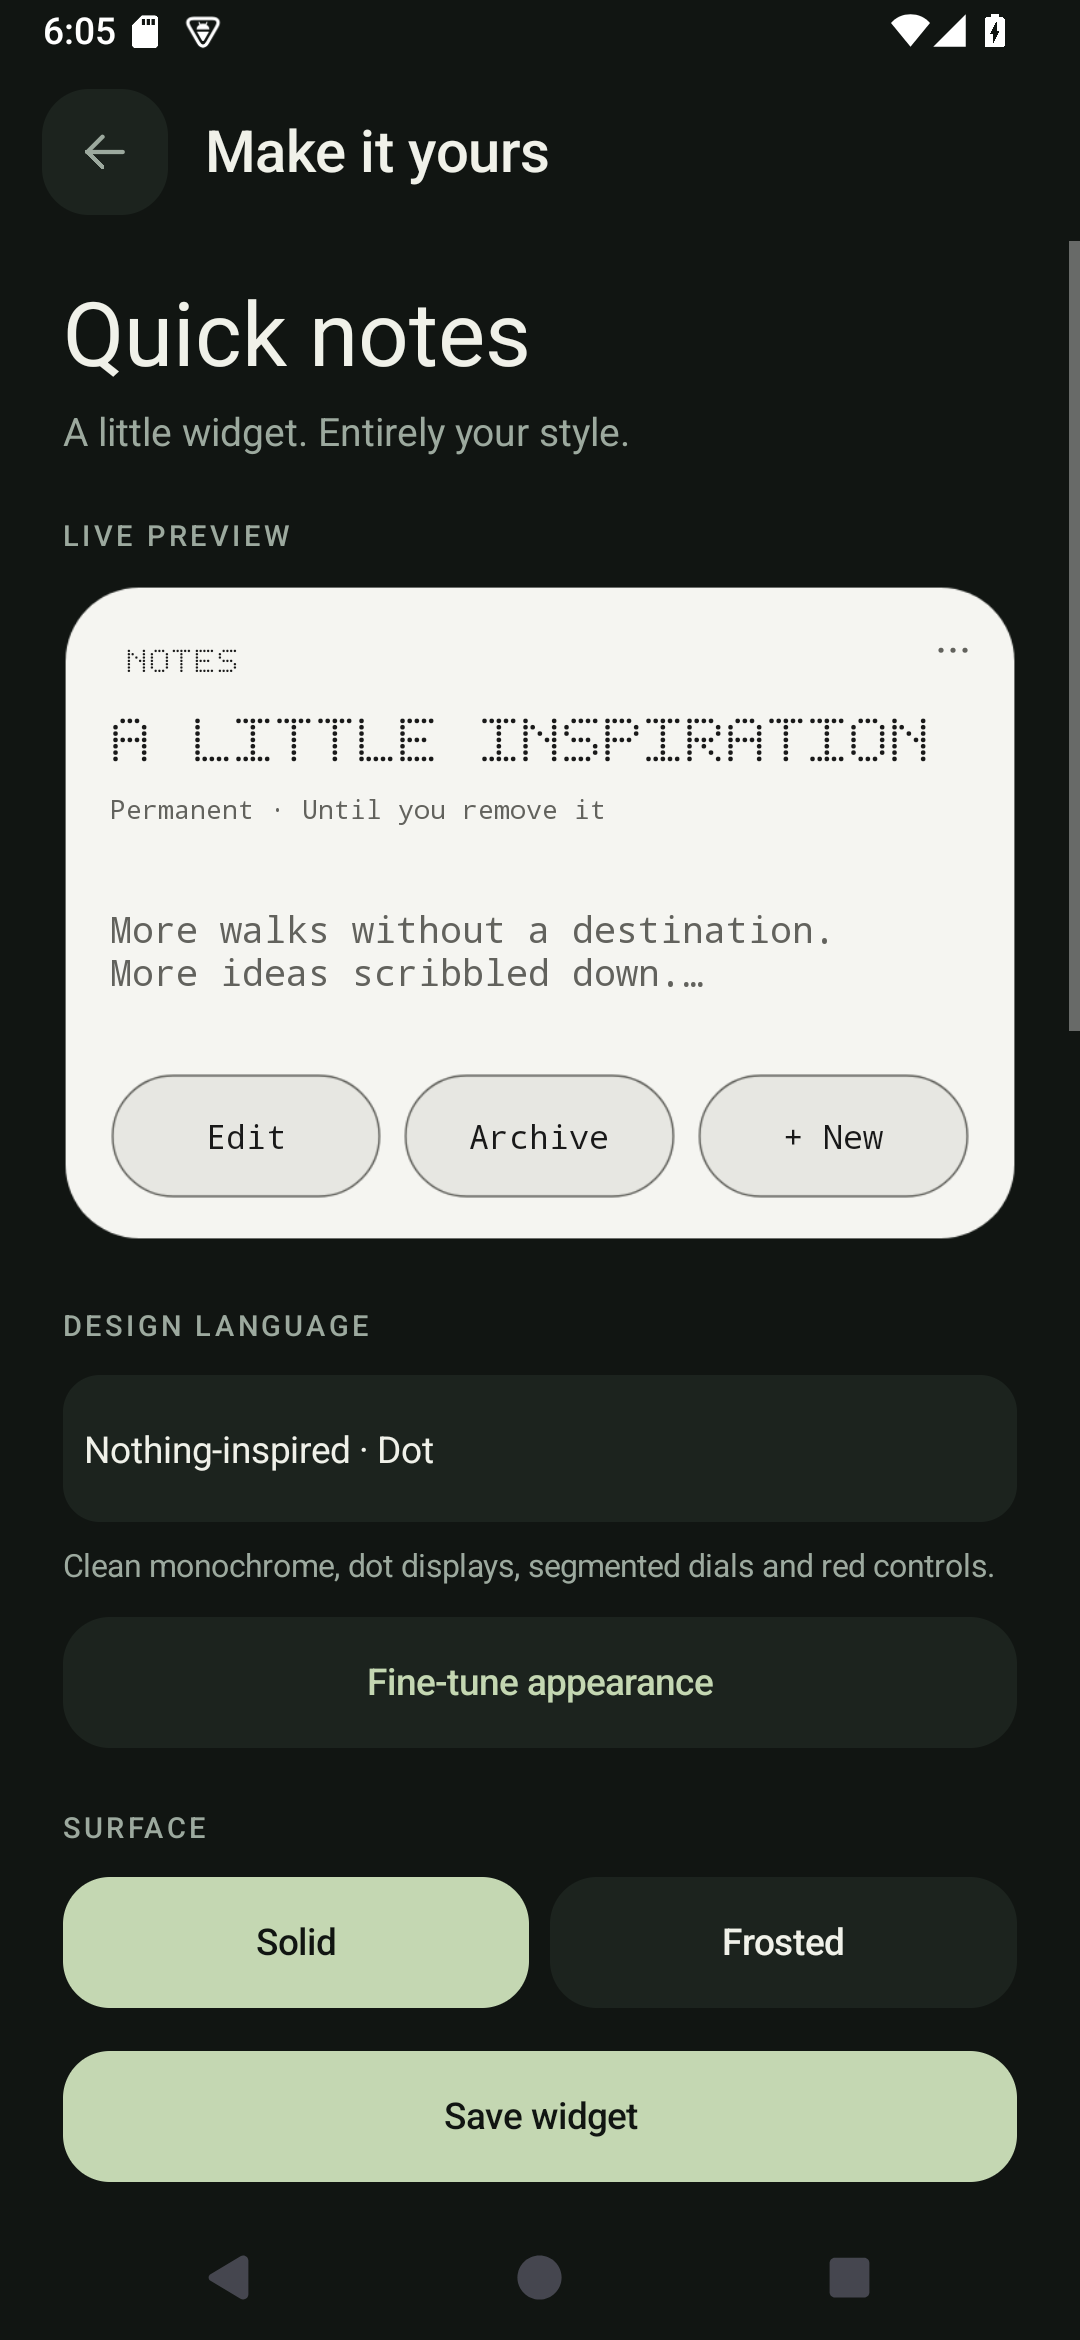 6:05
Make it yours
Quick notes
A little widget. Entirely your style.
LIVE PREVIEW
NOTES
...
A LITTLE INSPIRATION
Permanent · Until you remove it
More walks without a destination.
More ideas scribbled down.…
Edit
Archive
+ New
DESIGN LANGUAGE
Nothing-inspired · Dot
Clean monochrome, dot displays, segmented dials and red controls.
Fine-tune appearance
SURFACE
Solid
Frosted
Save widget